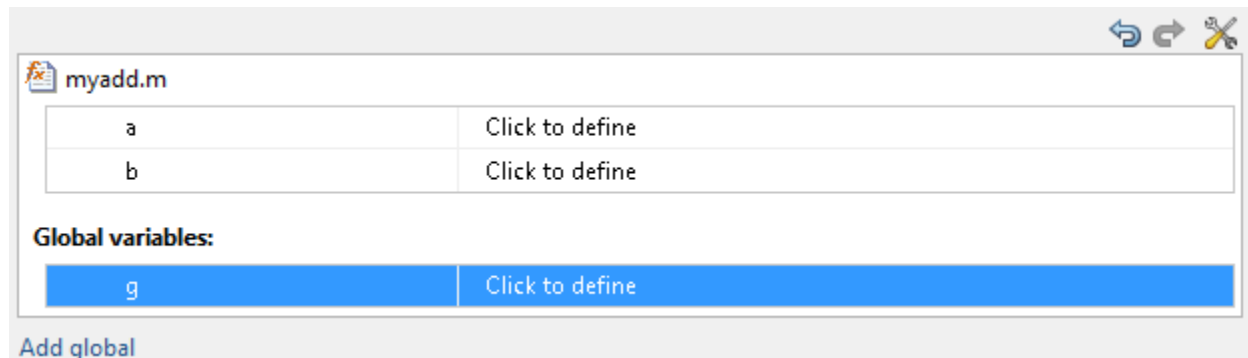 myadd.m
a Click to define
b Click to define
Global variables:
g Click to define
Add global